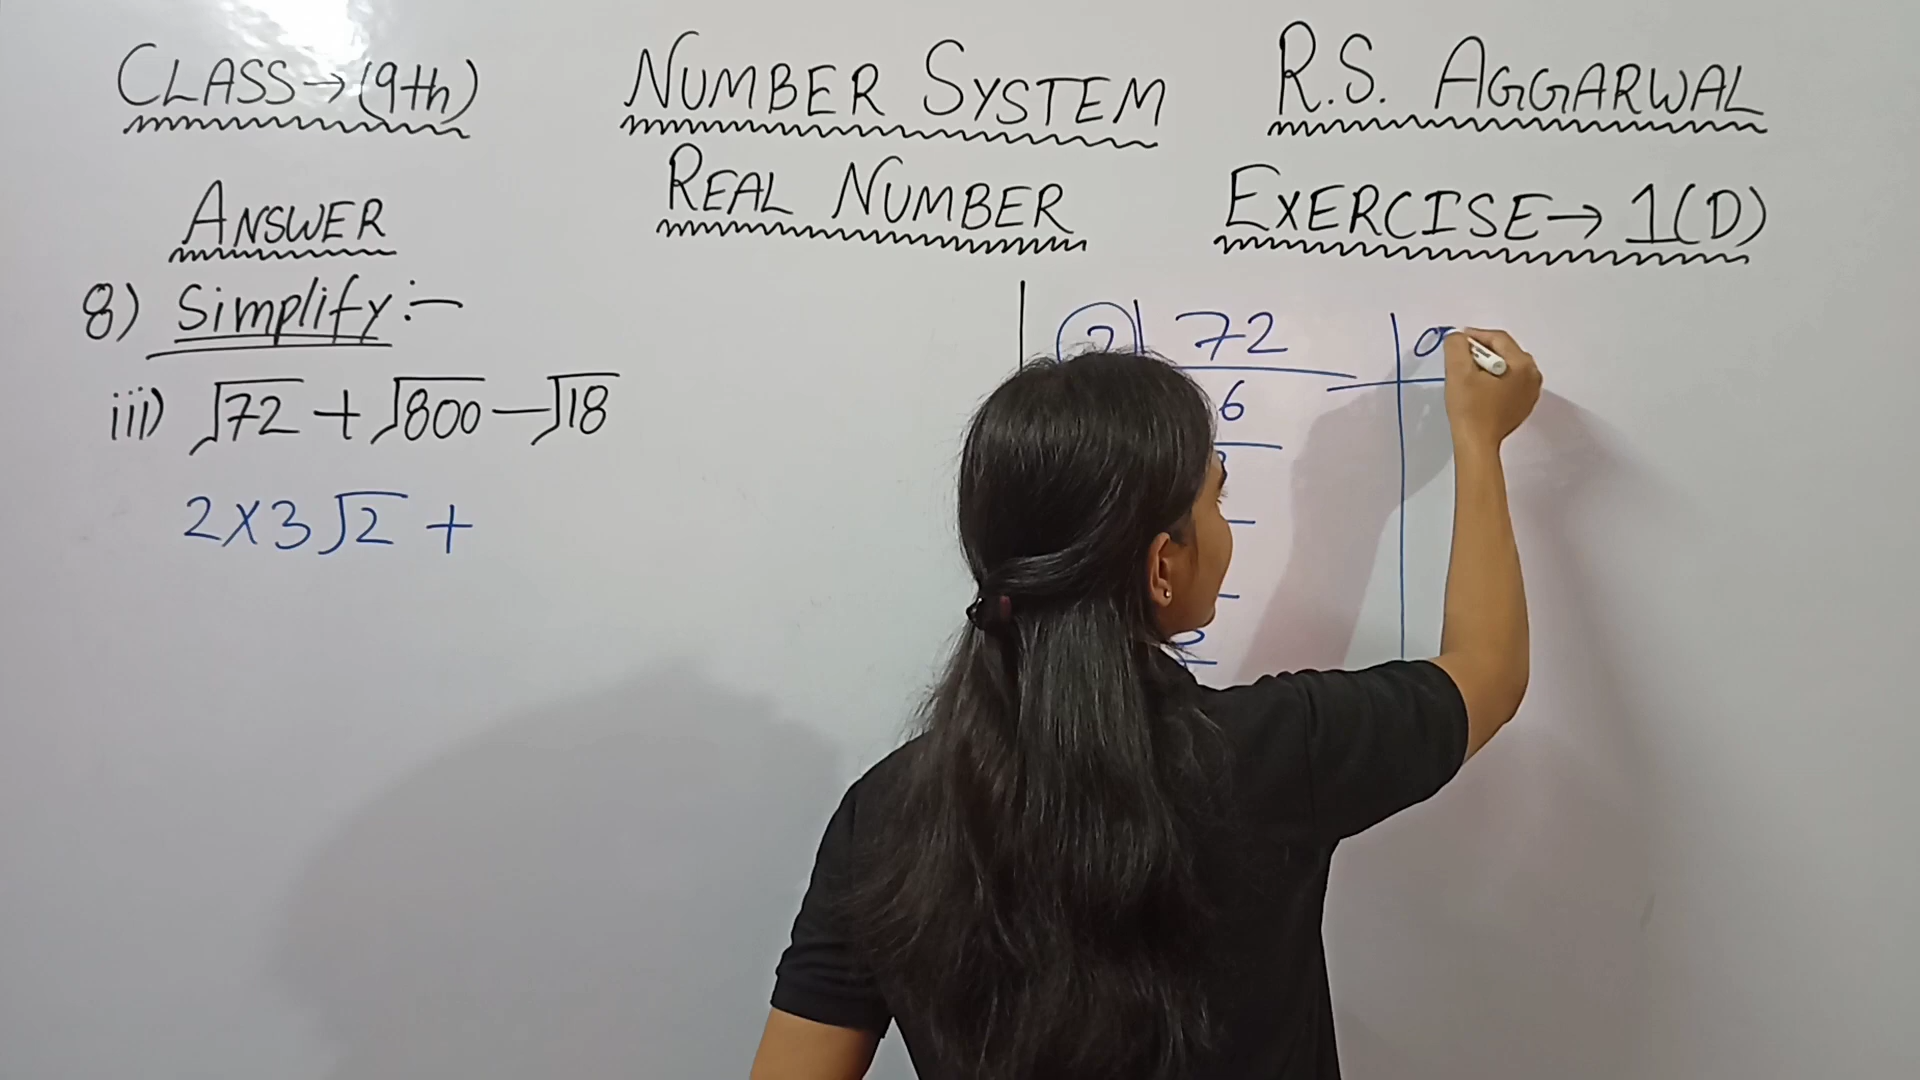 CLASS→(9th) NUMBER SYSTEM R.S. AGGARWAL
ANSWER REAL NUMBER EXERCISE→ 1(D)
8) Simplify:-
iii) √72 + √800 - √18
2×3√2 +
2 72
6
2